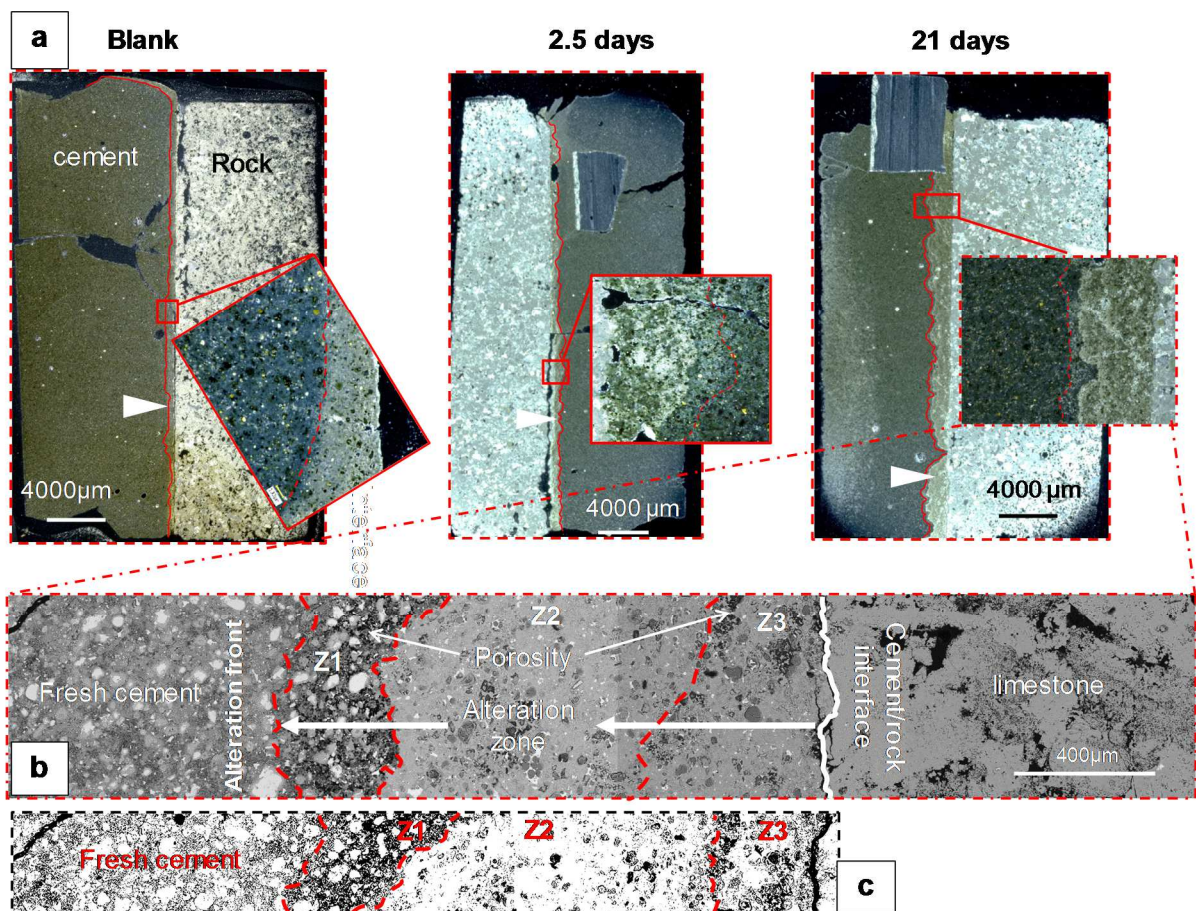 a
Blank
2.5 days
21 days
cement
Rock
4000µm
4000 µm
4000 µm
Fresh cement
Alteration front
Z1
Z2
Z3
Porosity
Alteration
zone
Cement/rock
interface
limestone
400µm
b
Fresh cement
Z1
Z2
Z3
c